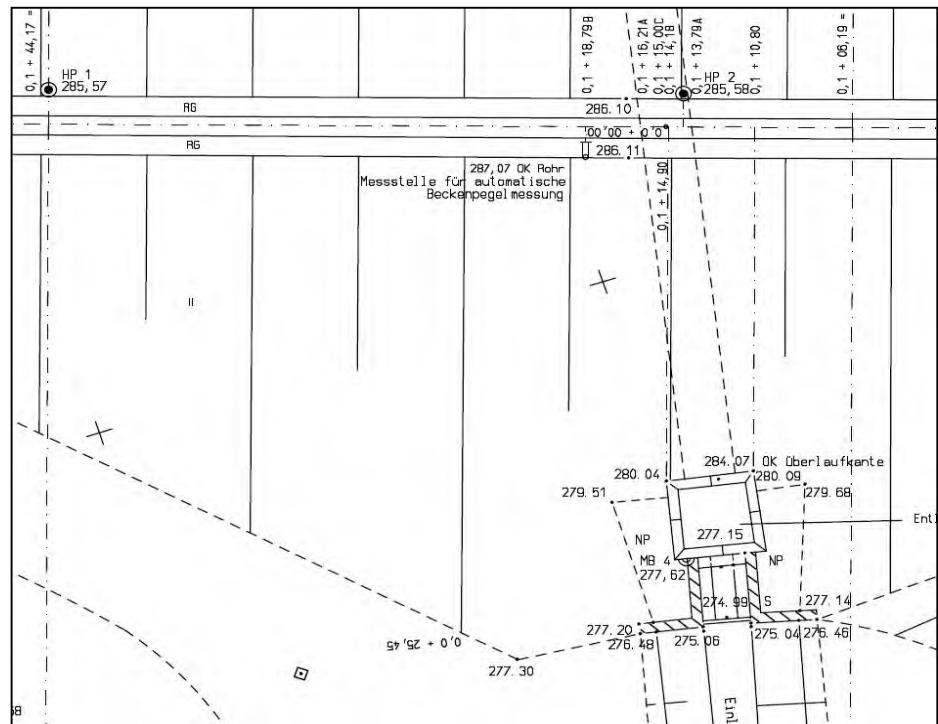 0,1 + 44,17 =
0,1 + 18,79B
0,1 + 16,21A
0,1 + 15,00C
0,1 + 14,18
0,1 + 13,79A
0,1 + 10,80
0,1 + 06,19 =
HP 1
285,57
HP 2
285,58
RG
286.10
0,0 + 00,00
RG
286.11
287,07 OK Rohr
Messstelle für automatische
Beckenpegelmessung
0,1 + 14,90
II
284.07 OK Überlaufkante
280.04
280.09
279.51
279.68
Entl
277.15
NP
MB 4
277,62
NP
274.99
S
277.14
277.20
276.48
275.06
275.04
276.46
0,0 + 25,45
277.30
Einl